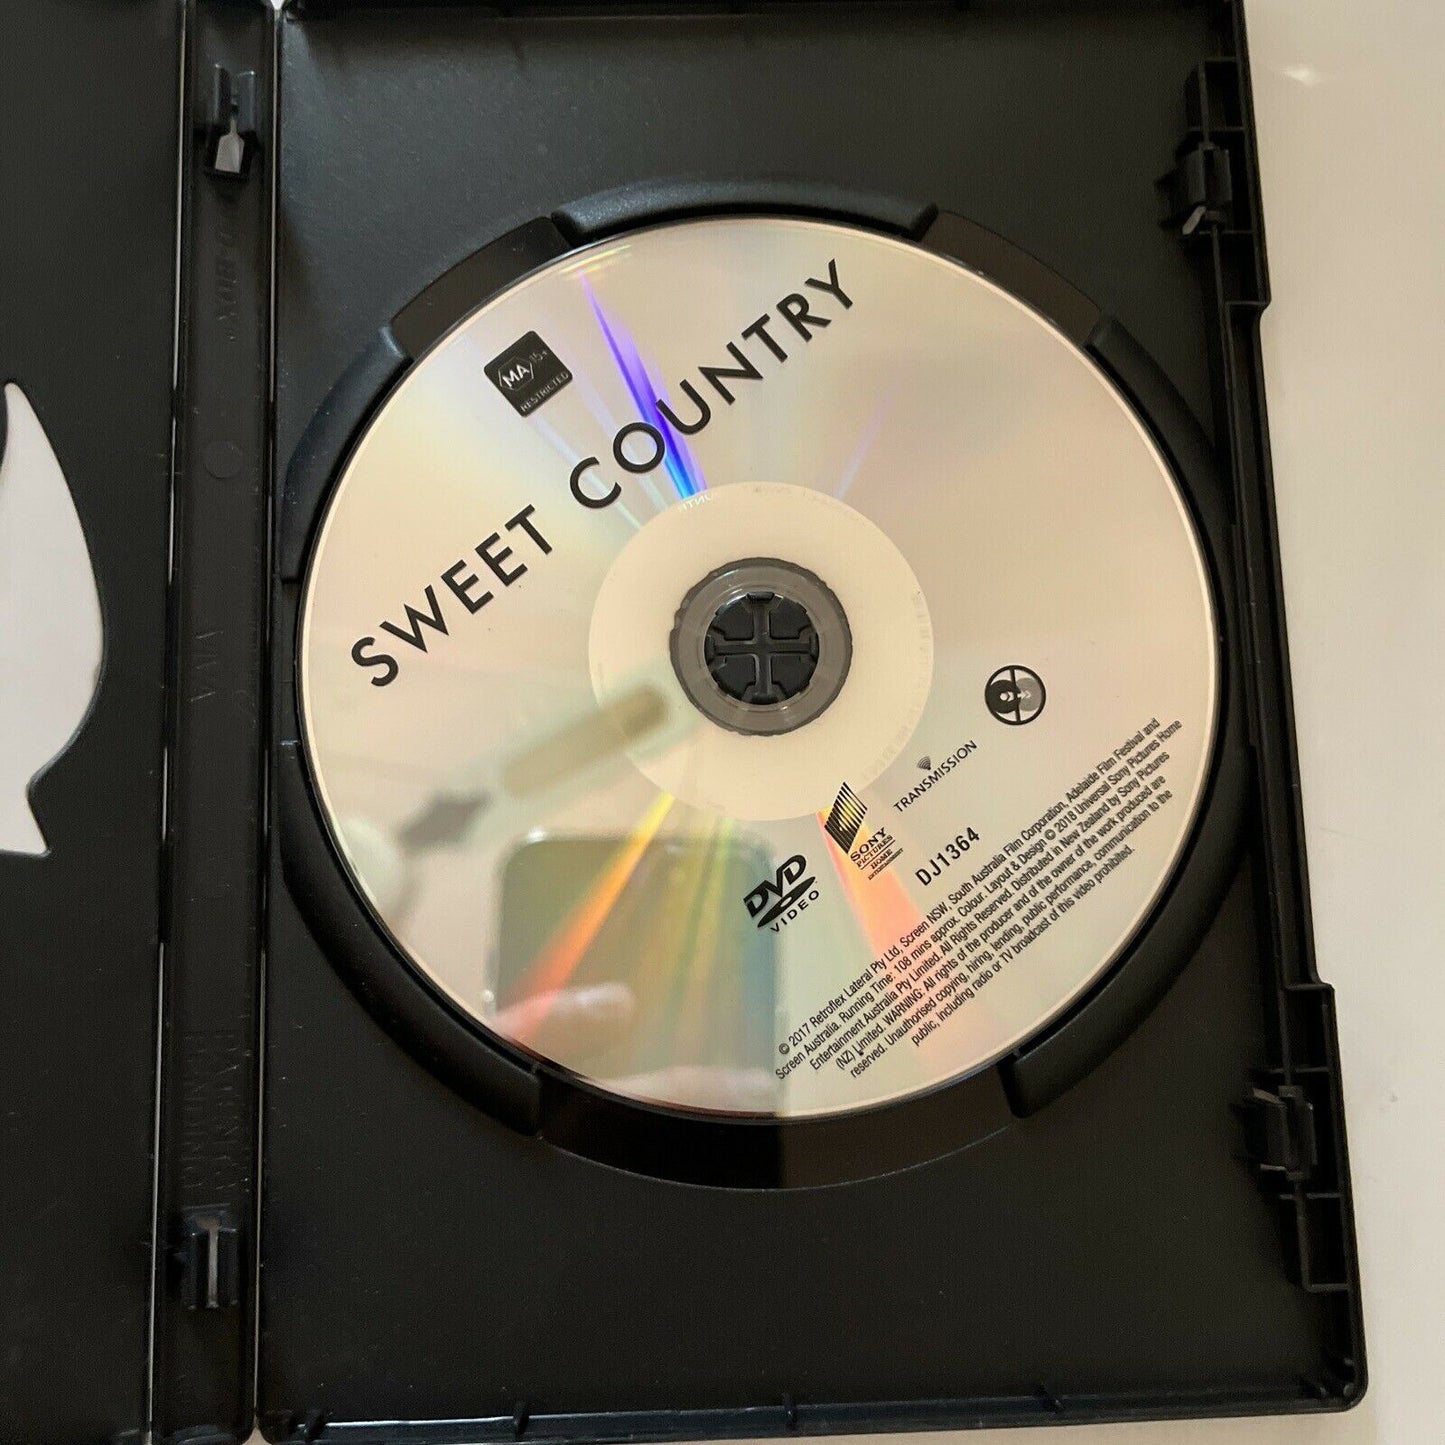 SWEET COUNTRY
MA 15+
RESTRICTED
TRANSMISSION
SONY
PICTURES
HOME
ENTERTAINMENT
DVD
VIDEO
DJ1364
© 2017 Retroflex Lateral Pty Ltd, Screen NSW, South Australia Film Corporation, Adelaide Film Festival and
Screen Australia. Running Time: 108 mins approx. Colour. Layout & Design © 2018 Universal Sony Pictures Home
Entertainment Australia Pty Limited. All Rights Reserved. Distributed in New Zealand by Sony Pictures
(NZ) Limited. WARNING: All rights of the producer and of the owner of the work produced are
reserved. Unauthorised copying, hiring, lending, public performance, communication to the
public, including radio or TV broadcast of this video prohibited.